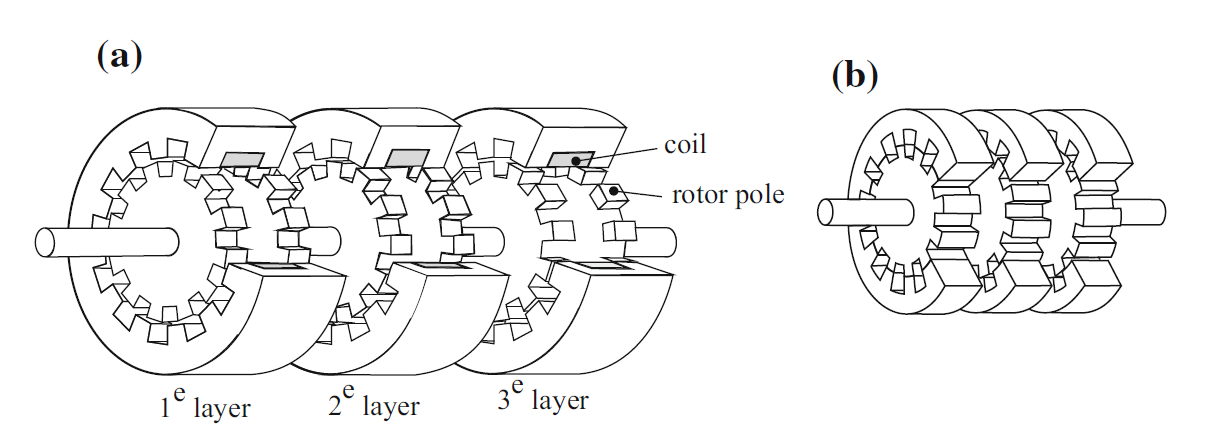 (a)
(b)
coil
rotor pole
1e layer
2e layer
3e layer